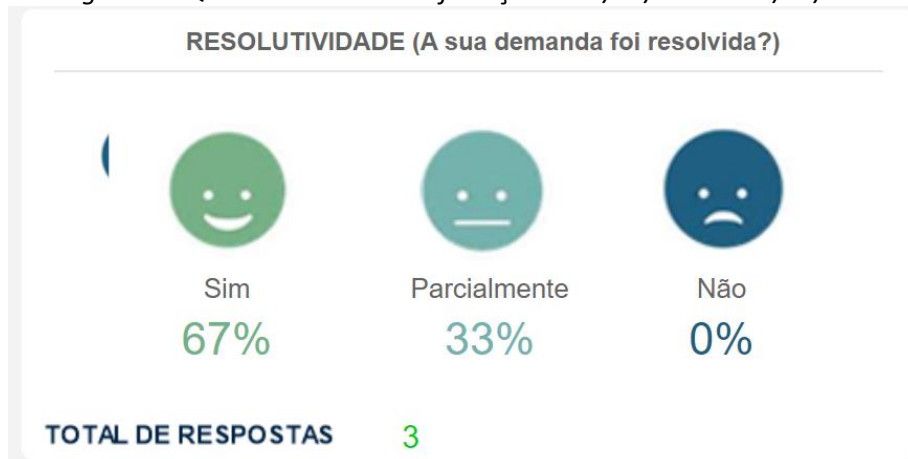 RESOLUTIVIDADE (A sua demanda foi resolvida?)
Sim Parcialmente Não
67% 33% 0%
TOTAL DE RESPOSTAS 3